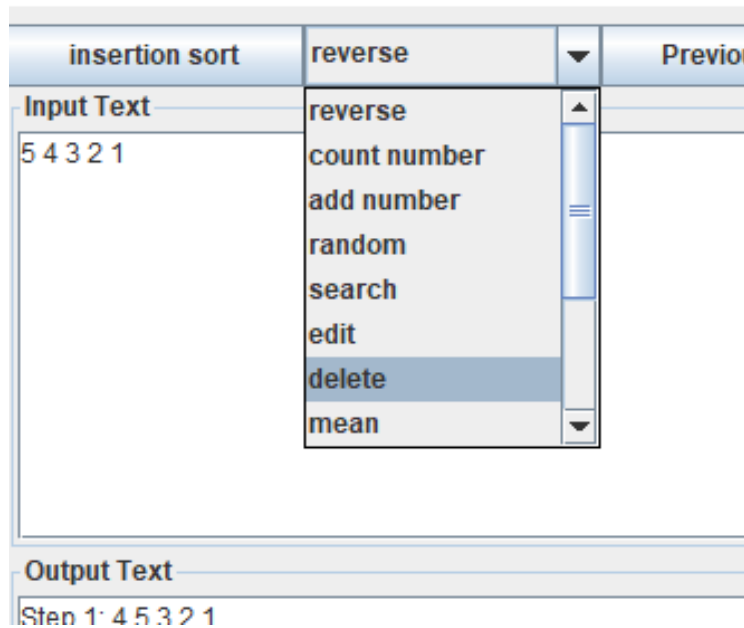 insertion sort
reverse
Input Text
5 4 3 2 1
reverse
count number
add number
random
search
edit
delete
mean
Output Text
Step 1: 4 5 3 2 1